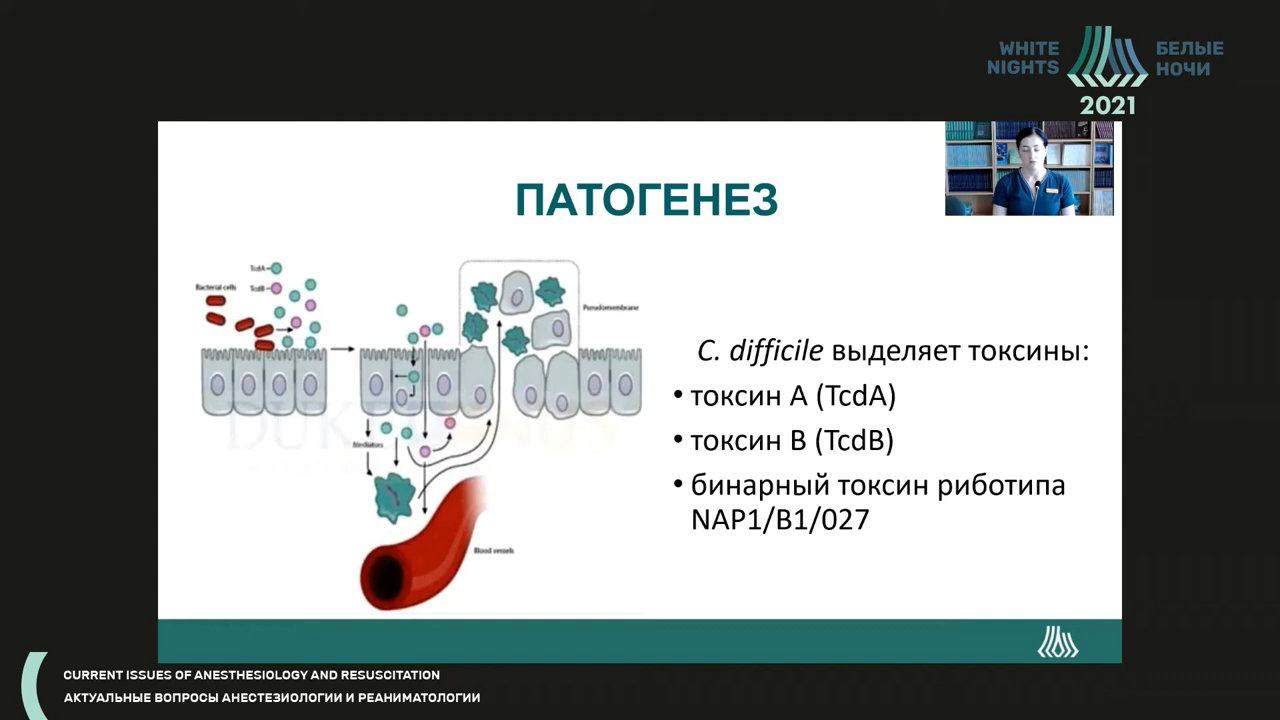 WHITE
NIGHTS
БЕЛЫЕ
НОЧИ
2021
ПАТОГЕНЕЗ
TcdA
TcdB
Bacterial cells
Pseudomembrane
Mediators
Blood vessels
C. difficile выделяет токсины:
• токсин А (TcdA)
• токсин В (TcdB)
• бинарный токсин риботипа
NAP1/B1/027
CURRENT ISSUES OF ANESTHESIOLOGY AND RESUSCITATION
АКТУАЛЬНЫЕ ВОПРОСЫ АНЕСТЕЗИОЛОГИИ И РЕАНИМАТОЛОГИИ